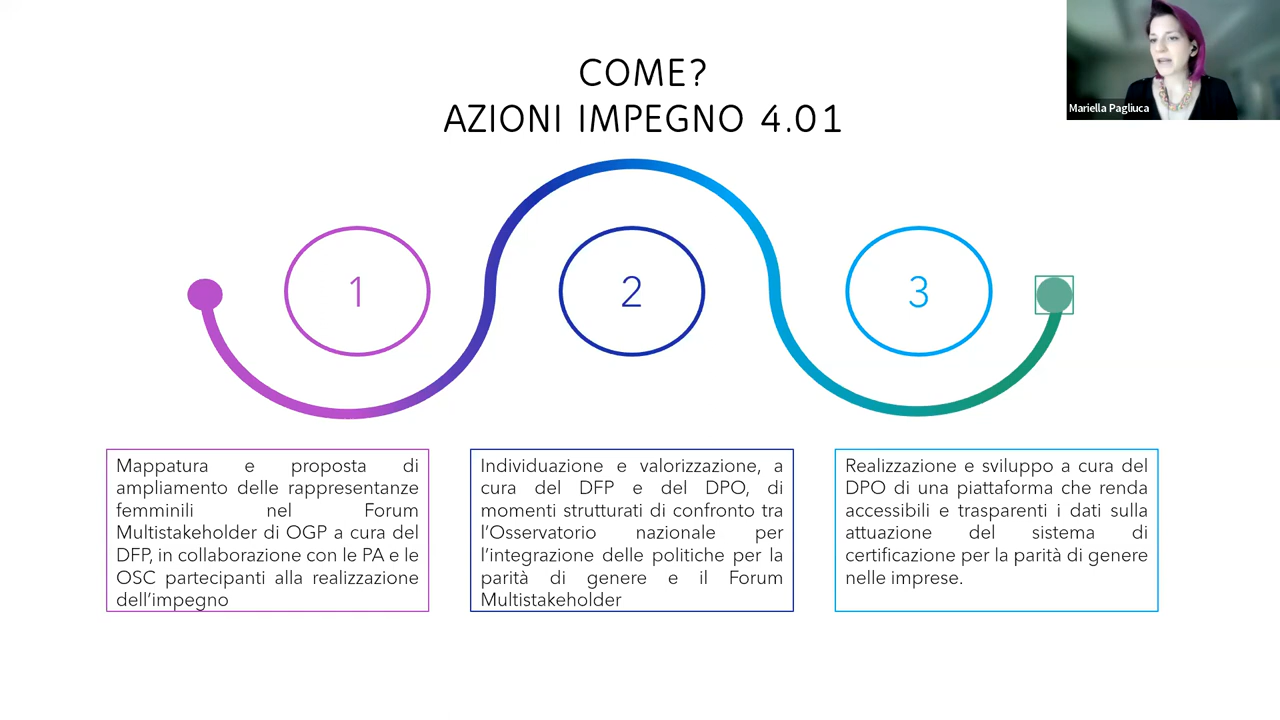 COME?
AZIONI IMPEGNO 4.01
Mariella Pagliuca
1
2
3
Mappatura e proposta di
ampliamento delle rappresentanze
femminili nel Forum
Multistakeholder di OGP a cura del
DFP, in collaborazione con le PA e le
OSC partecipanti alla realizzazione
dell'impegno
Individuazione e valorizzazione, a
cura del DFP e del DPO, di
momenti strutturati di confronto tra
l'Osservatorio nazionale per
l'integrazione delle politiche per la
parità di genere e il Forum
Multistakeholder
Realizzazione e sviluppo a cura del
DPO di una piattaforma che renda
accessibili e trasparenti i dati sulla
attuazione del sistema di
certificazione per la parità di genere
nelle imprese.